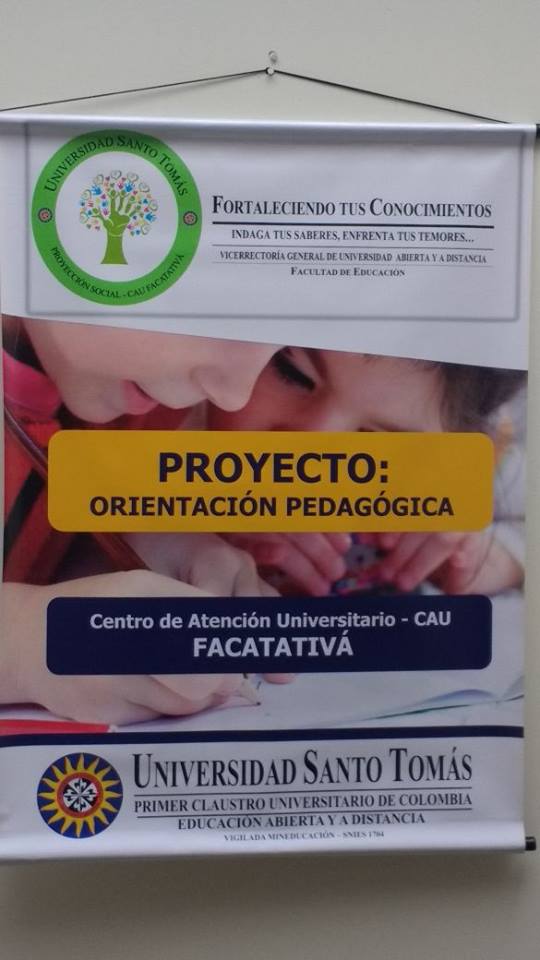 UNIVERSIDAD SANTO TOMÁS
PROYECCIÓN SOCIAL - CAU FACATATIVÁ
FORTALECIENDO TUS CONOCIMIENTOS
INDAGA TUS SABERES, ENFRENTA TUS TEMORES...
VICERRECTORÍA GENERAL DE UNIVERSIDAD ABIERTA Y A DISTANCIA
FACULTAD DE EDUCACIÓN
PROYECTO:
ORIENTACIÓN PEDAGÓGICA
Centro de Atención Universitario - CAU
FACATATIVÁ
UNIVERSIDAD SANTO TOMÁS
PRIMER CLAUSTRO UNIVERSITARIO DE COLOMBIA
EDUCACIÓN ABIERTA Y A DISTANCIA
VIGILADA MINEDUCACIÓN - SNIES 1704